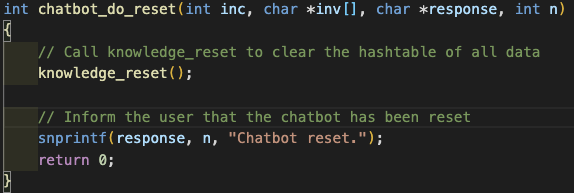 int chatbot_do_reset(int inc, char *inv[], char *response, int n)
{
    // Call knowledge_reset to clear the hashtable of all data
    knowledge_reset();
    // Inform the user that the chatbot has been reset
    snprintf(response, n, "Chatbot reset.");
    return 0;
}